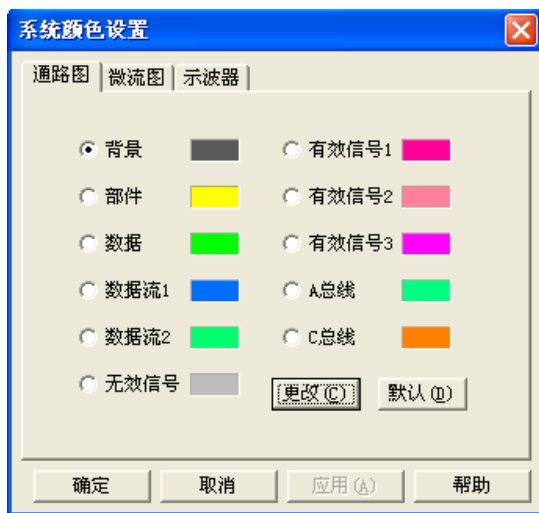 系统颜色设置
通路图 微流图 示波器
背景 有效信号1
部件 有效信号2
数据 有效信号3
数据流1 A总线
数据流2 C总线
无效信号 更改(C) 默认(D)
确定 取消 应用(A) 帮助